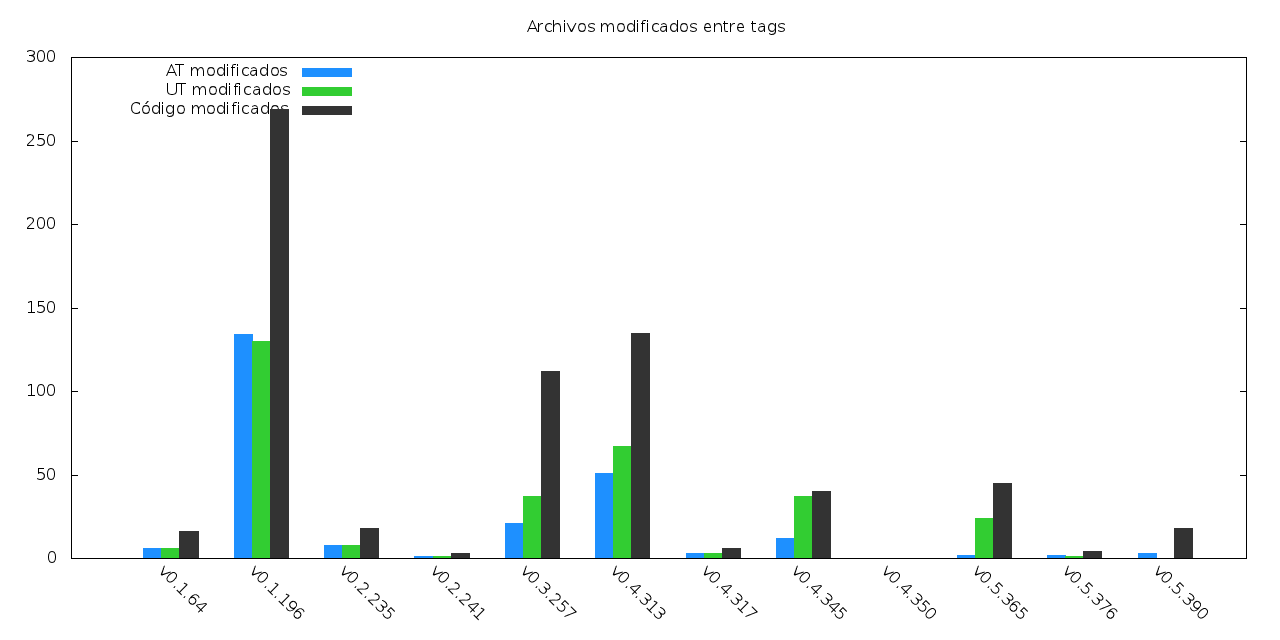 Archivos modificados entre tags
300
250
200
150
100
50
0
AT modificados
UT modificados
Código modificados
v0.1.64
v0.1.196
v0.2.235
v0.2.241
v0.3.257
v0.4.313
v0.4.317
v0.4.345
v0.4.350
v0.5.365
v0.5.376
v0.5.390